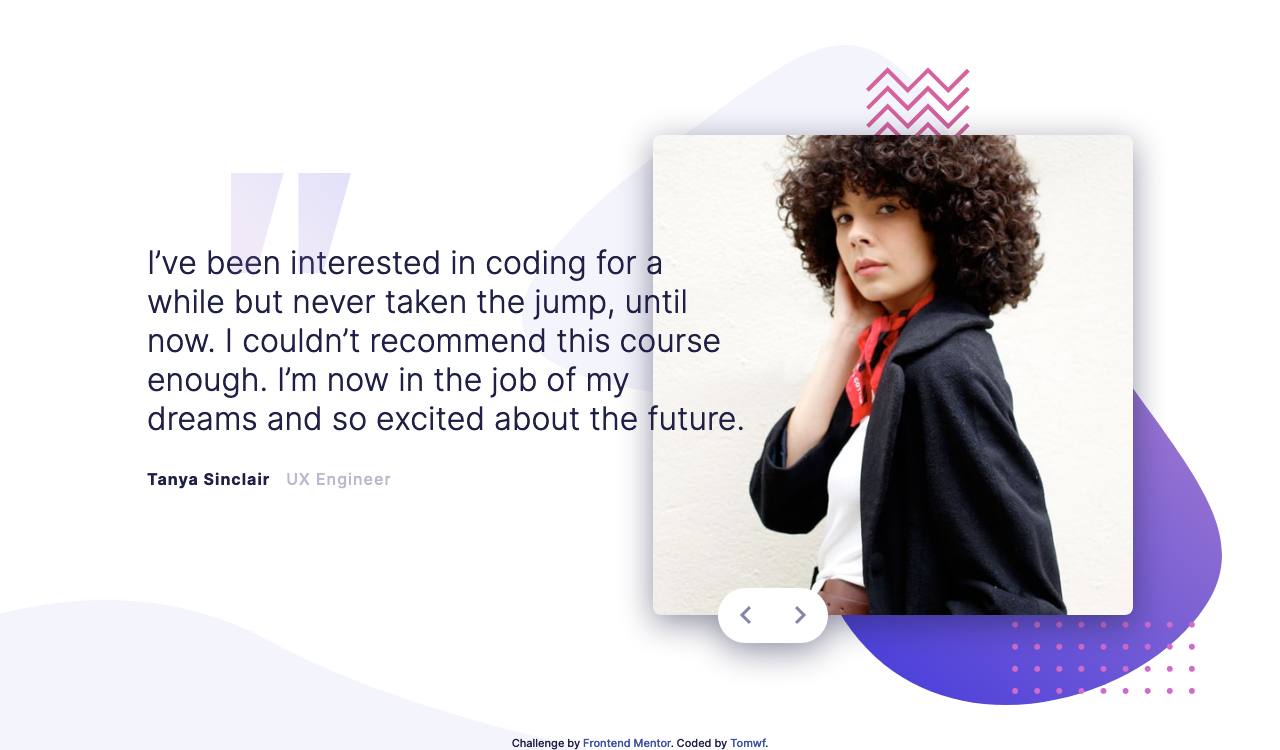 I’ve been interested in coding for a
while but never taken the jump, until
now. I couldn’t recommend this course
enough. I’m now in the job of my
dreams and so excited about the future.
Tanya Sinclair UX Engineer
Challenge by Frontend Mentor. Coded by Tomwf.